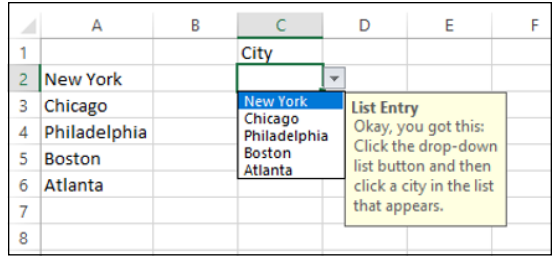 A B C D E F
1 City
2 New York
3 Chicago
4 Philadelphia
5 Boston
6 Atlanta
7
8
New York
Chicago
Philadelphia
Boston
Atlanta
List Entry
Okay, you got this:
Click the drop-down
list button and then
click a city in the list
that appears.